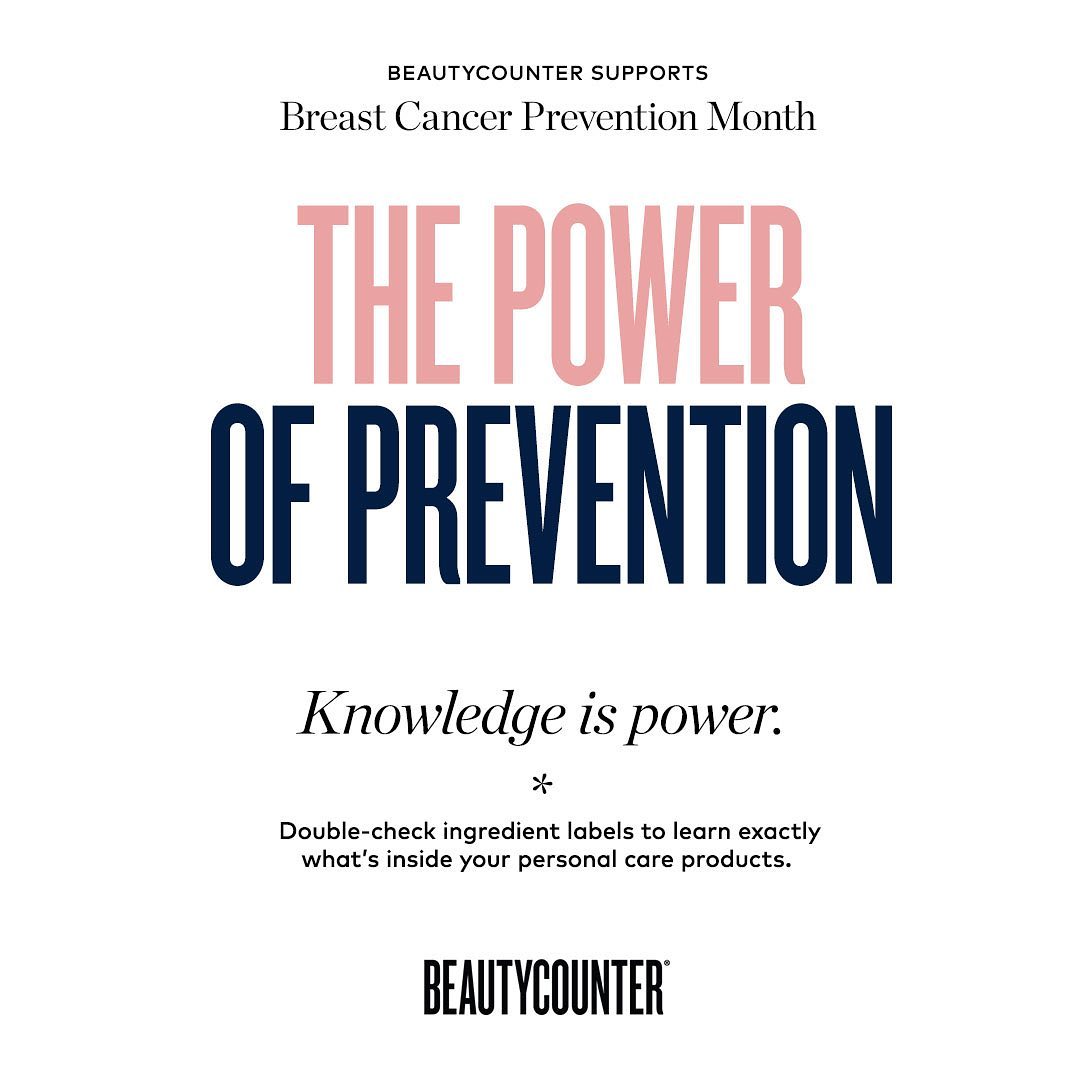 BEAUTYCOUNTER SUPPORTS
Breast Cancer Prevention Month
THE POWER
OF PREVENTION
Knowledge is power.
*
Double-check ingredient labels to learn exactly
what's inside your personal care products.
BEAUTYCOUNTER®